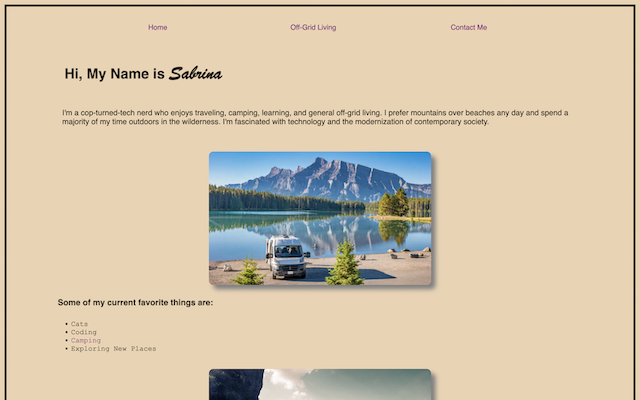 Home Off-Grid Living Contact Me
Hi, My Name is Sabrina
I'm a cop-turned-tech nerd who enjoys traveling, camping, learning, and general off-grid living. I prefer mountains over beaches any day and spend a
majority of my time outdoors in the wilderness. I'm fascinated with technology and the modernization of contemporary society.
Some of my current favorite things are:
• Cats
• Coding
• Camping
• Exploring New Places